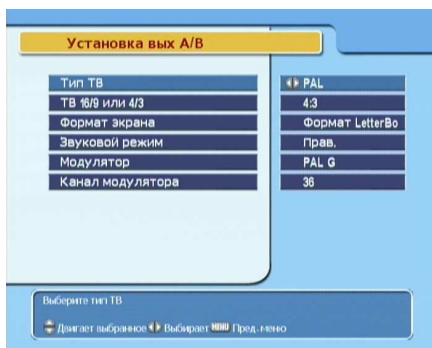 Установка вых A/B
Тип ТВ PAL
ТВ 16/9 или 4/3 4:3
Формат экрана Формат LetterBo
Звуковой режим Прав.
Модулятор PAL G
Канал модулятора 36
Выберите тип ТВ
Двигает выбранное Выбирает MENU Пред. меню